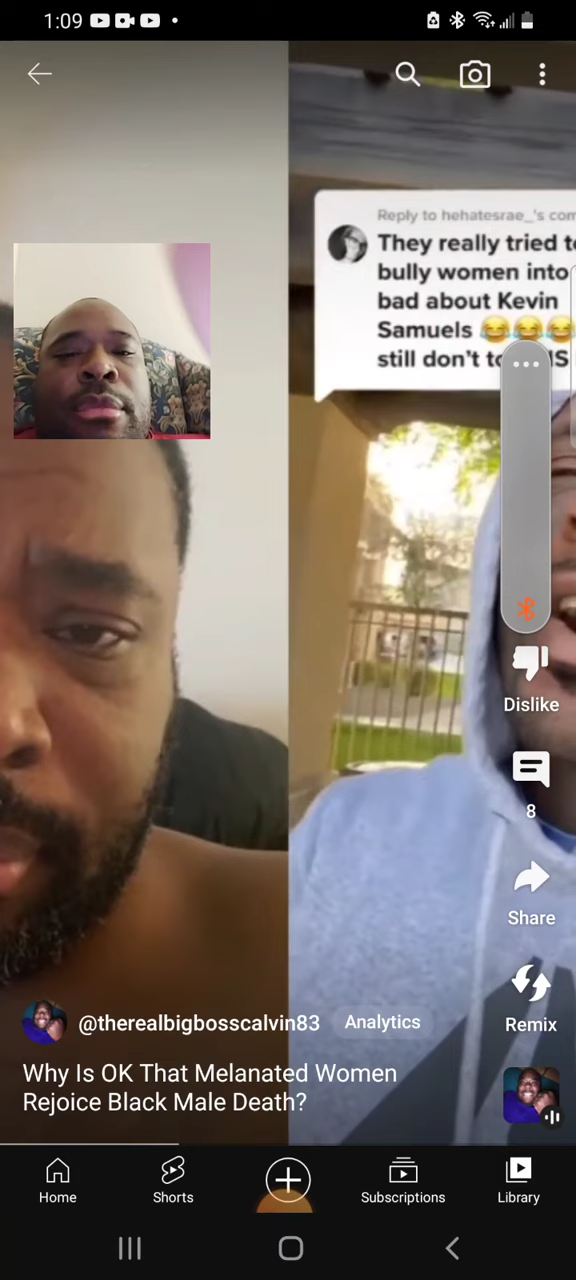 1:09
Reply to hehatesrae_'s com
They really tried to
bully women into
bad about Kevin
Samuels 😂😂😂
still don't
Dislike
8
Share
Remix
@therealbigbosscalvin83 Analytics
Why Is OK That Melanated Women
Rejoice Black Male Death?
Home
Shorts
Subscriptions
Library